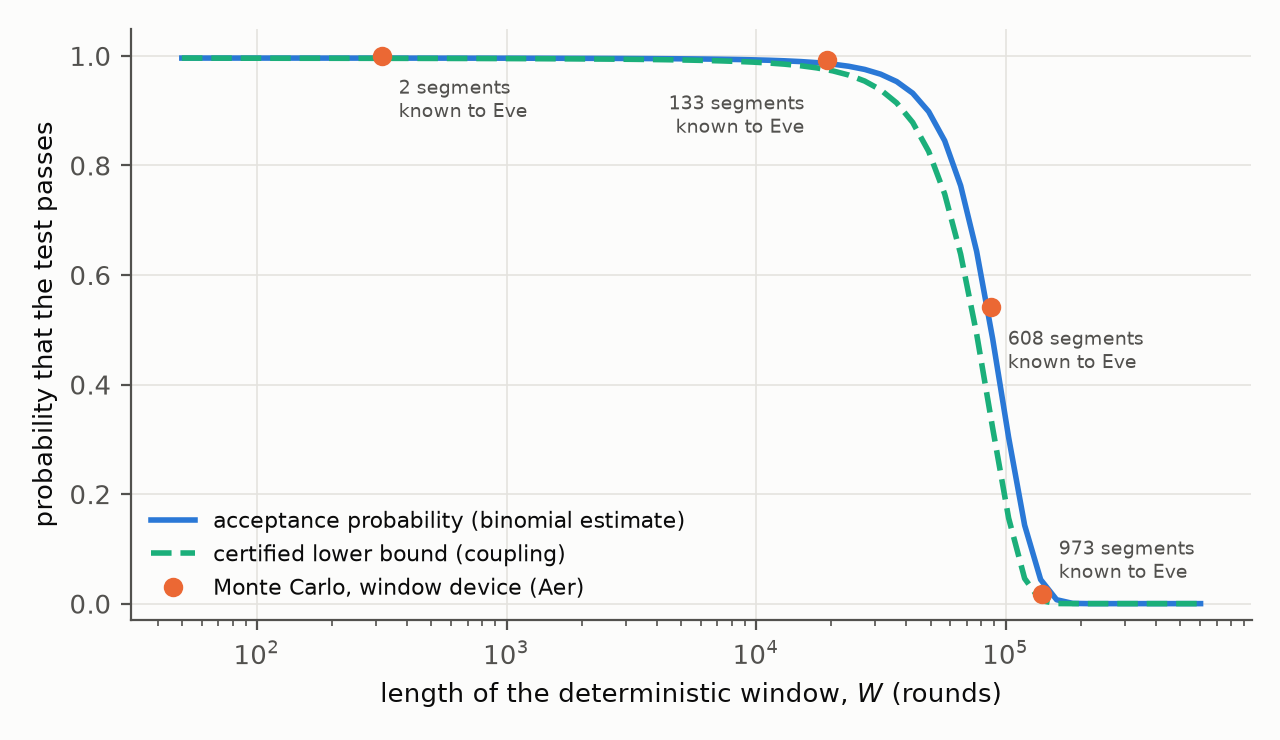 probability that the test passes
1.0
0.8
0.6
0.4
0.2
0.0
2 segments
known to Eve
133 segments
known to Eve
608 segments
known to Eve
973 segments
known to Eve
acceptance probability (binomial estimate)
certified lower bound (coupling)
Monte Carlo, window device (Aer)
10² 10³ 10⁴ 10⁵
length of the deterministic window, W (rounds)